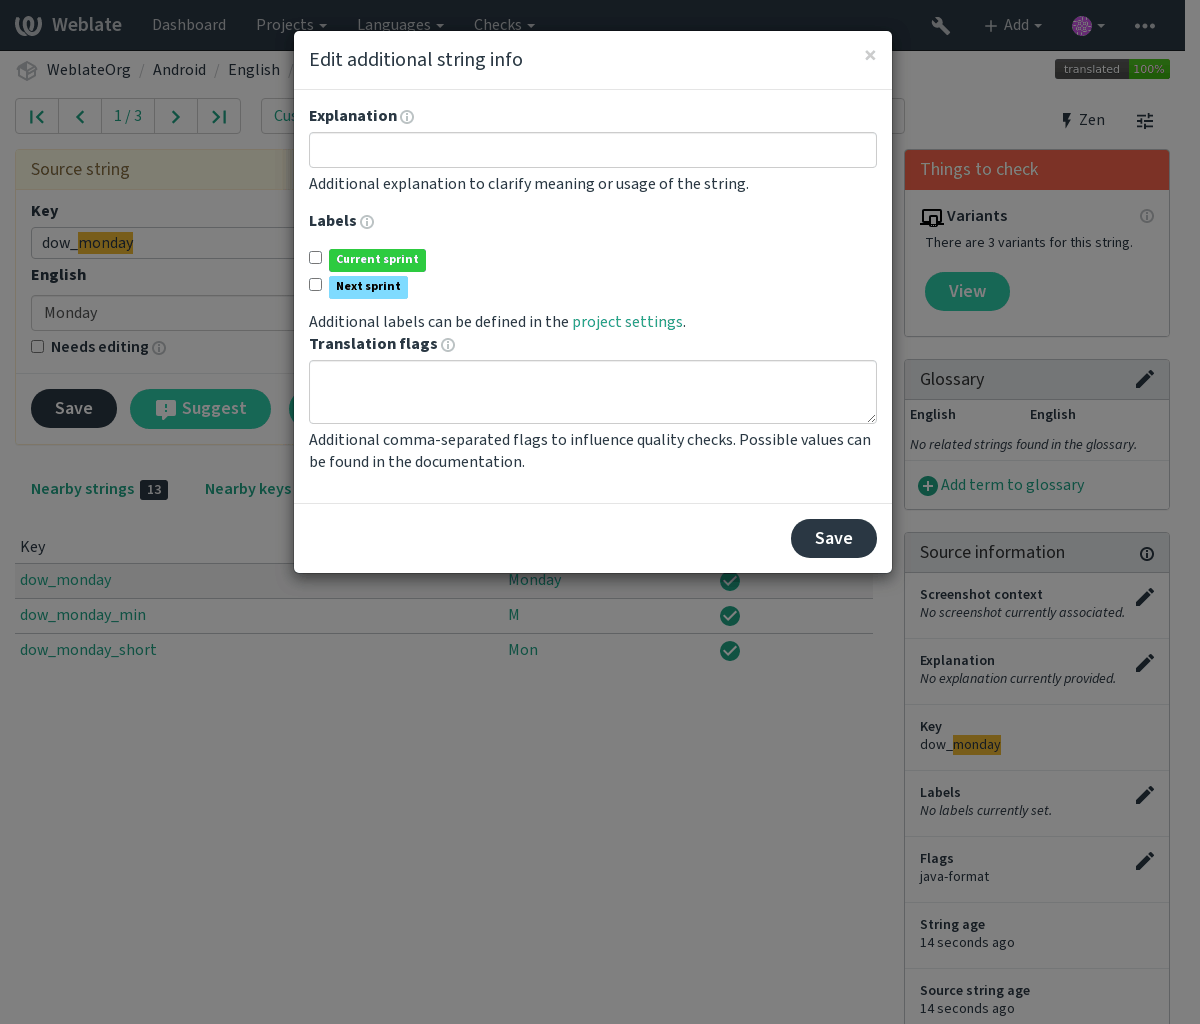 Weblate
Dashboard
Projects
Languages
Checks
Add
WeblateOrg / Android / English /
translated 100%
1 / 3
Cus
Zen
Edit additional string info
×
Explanation
Additional explanation to clarify meaning or usage of the string.
Labels
Current sprint
Next sprint
Additional labels can be defined in the project settings.
Translation flags
Additional comma-separated flags to influence quality checks. Possible values can
be found in the documentation.
Save
Source string
Key
dow_monday
English
Monday
Needs editing
Save
Suggest
Nearby strings 13
Nearby keys
Key
dow_monday Monday
dow_monday_min M
dow_monday_short Mon
Things to check
Variants
There are 3 variants for this string.
View
Glossary
English English
No related strings found in the glossary.
Add term to glossary
Source information
Screenshot context
No screenshot currently associated.
Explanation
No explanation currently provided.
Key
dow_monday
Labels
No labels currently set.
Flags
java-format
String age
14 seconds ago
Source string age
14 seconds ago